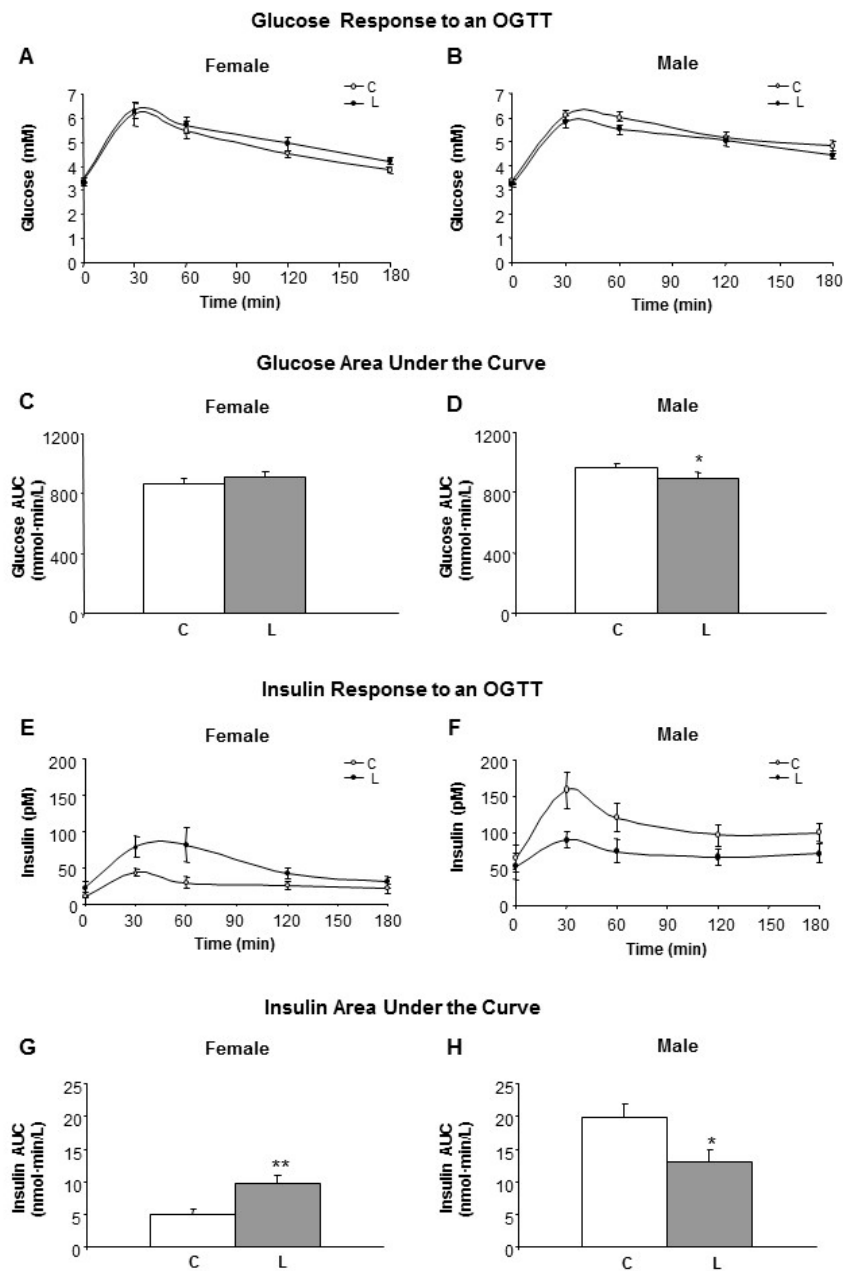 Glucose Response to an OGTT
A
Female
C
L
Glucose (mM)
7
6
5
4
3
2
1
0
0 30 60 90 120 150 180
Time (min)
B
Male
C
L
Glucose (mM)
7
6
5
4
3
2
1
0
0 30 60 90 120 150 180
Time (min)
Glucose Area Under the Curve
C
Female
Glucose AUC
(mmol·min/L)
1200
800
400
0
C L
D
Male
Glucose AUC
(mmol·min/L)
1200
800
400
0
*
C L
Insulin Response to an OGTT
E
Female
C
L
Insulin (pM)
200
150
100
50
0
0 30 60 90 120 150 180
Time (min)
F
Male
C
L
Insulin (pM)
200
150
100
50
0
0 30 60 90 120 150 180
Time (min)
Insulin Area Under the Curve
G
Female
Insulin AUC
(nmol·min/L)
25
20
15
10
5
0
**
C L
H
Male
Insulin AUC
(nmol·min/L)
25
20
15
10
5
0
*
C L